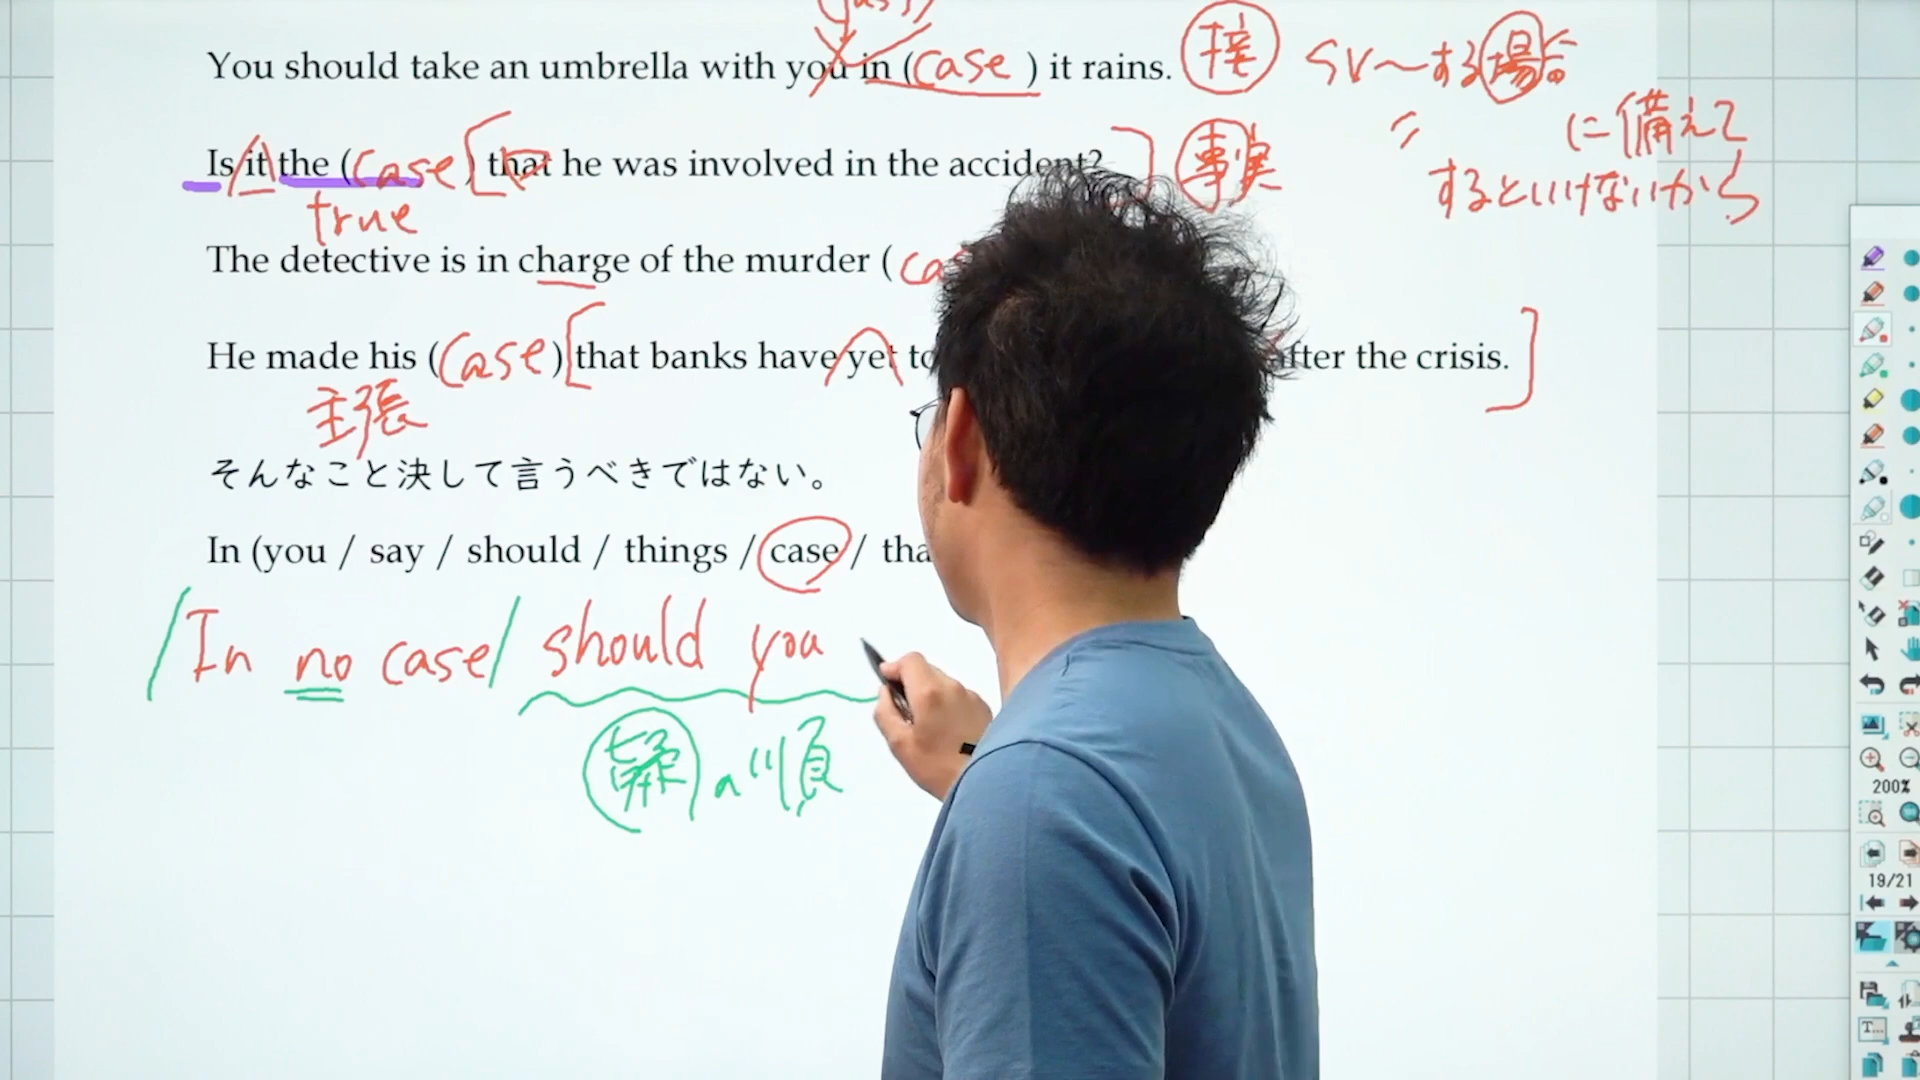 You should take an umbrella with you in (case) it rains. 接 SV〜する場合
〃 に備えて
Is it the (case) that he was involved in the accident? 事実
するといけないから
true
The detective is in charge of the murder (
He made his (case) that banks have yet to after the crisis.
主張
そんなこと決して言うべきではない。
In (you / say / should / things / case /
In no case / should you
疑の順
200%
19/21